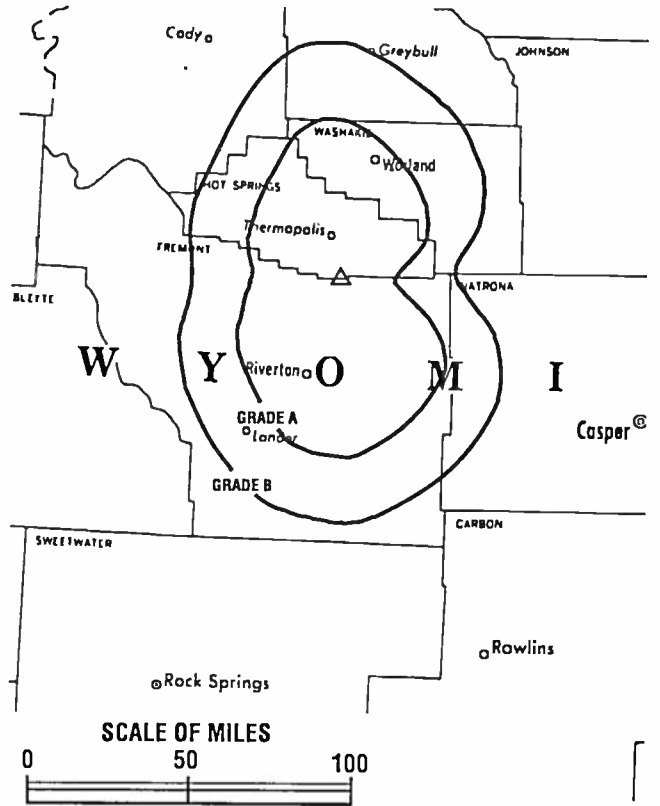 Cody
Greybull
JOHNSON
WASHAKIE
Worland
HOT SPRINGS
Thermopolis
FREMONT
NATRONA
BLETTE
W Y O M I
Riverton
GRADE A
Lander
Casper
GRADE B
CARBON
SWEETWATER
Rawlins
Rock Springs
SCALE OF MILES
0 50 100